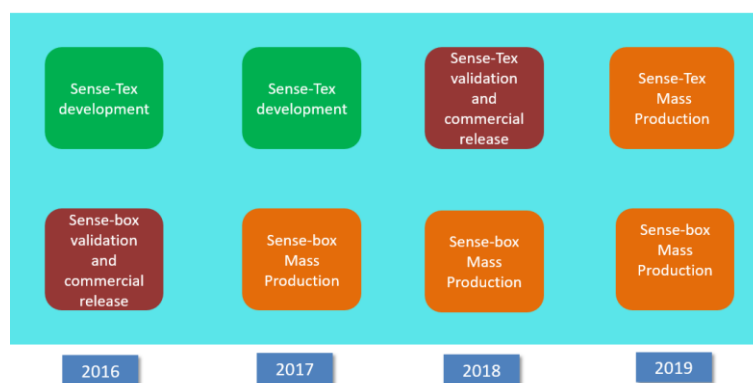 Sense-Tex
development
Sense-Tex
development
Sense-Tex
validation
and
commercial
release
Sense-Tex
Mass
Production
Sense-box
validation
and
commercial
release
Sense-box
Mass
Production
Sense-box
Mass
Production
Sense-box
Mass
Production
2016
2017
2018
2019